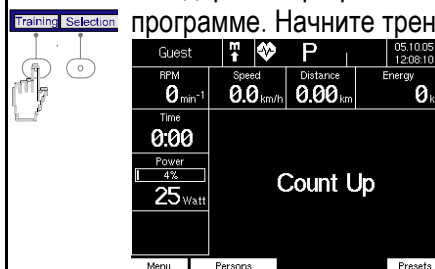 Training Selection
программе. Начните трен
Guest P 05.10.05
12:08:10
RPM Speed Distance Energy
0 min-1 0.0 km/h 0.00 km 0 k
Time
0:00
Power
4%
25 Watt
Count Up
Menu Persons Presets